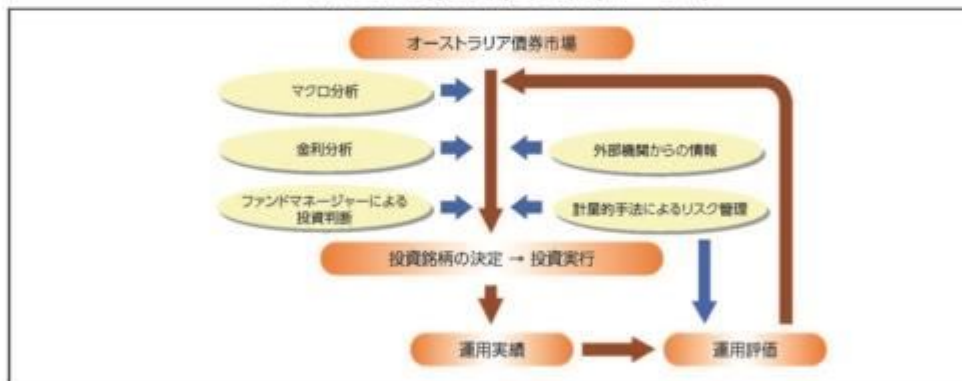 オーストラリア債券市場
マクロ分析
金利分析
外部機関からの情報
ファンドマネージャーによる
投資判断
計量的手法によるリスク管理
投資銘柄の決定 → 投資実行
運用実績
運用評価